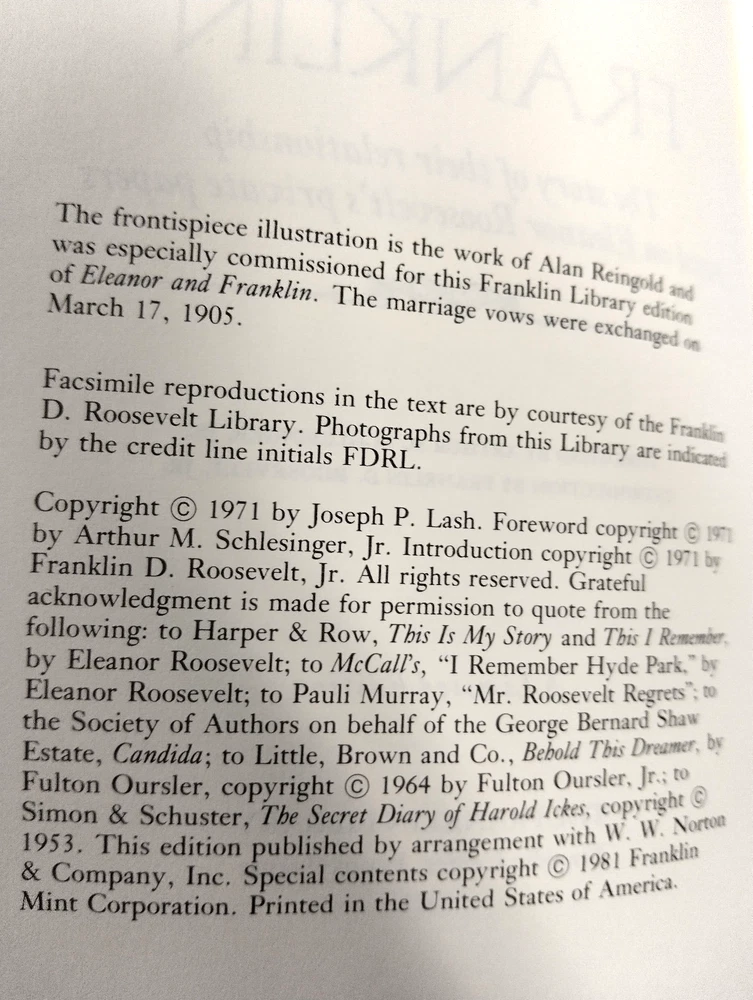 The frontispiece illustration is the work of Alan Reingold and
was especially commissioned for this Franklin Library edition
of Eleanor and Franklin. The marriage vows were exchanged on
March 17, 1905.
Facsimile reproductions in the text are by courtesy of the Franklin
D. Roosevelt Library. Photographs from this Library are indicated
by the credit line initials FDRL.
Copyright © 1971 by Joseph P. Lash. Foreword copyright © 1971
by Arthur M. Schlesinger, Jr. Introduction copyright © 1971 by
Franklin D. Roosevelt, Jr. All rights reserved. Grateful
acknowledgment is made for permission to quote from the
following: to Harper & Row, This Is My Story and This I Remember,
by Eleanor Roosevelt; to McCall's, “I Remember Hyde Park,” by
Eleanor Roosevelt; to Pauli Murray, “Mr. Roosevelt Regrets”; to
the Society of Authors on behalf of the George Bernard Shaw
Estate, Candida; to Little, Brown and Co., Behold This Dreamer, by
Fulton Oursler, copyright © 1964 by Fulton Oursler, Jr.; to
Simon & Schuster, The Secret Diary of Harold Ickes, copyright ©
1953. This edition published by arrangement with W. W. Norton
& Company, Inc. Special contents copyright © 1981 Franklin
Mint Corporation. Printed in the United States of America.